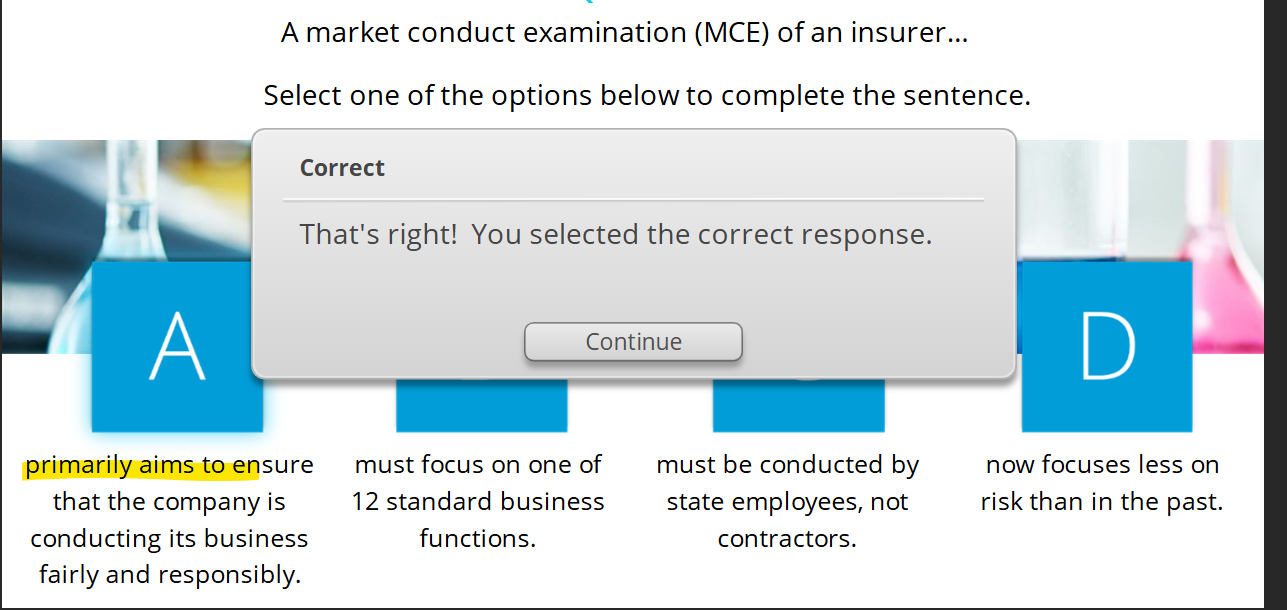 A market conduct examination (MCE) of an insurer...
Select one of the options below to complete the sentence.
Correct
That's right! You selected the correct response.
Continue
A
D
primarily aims to ensure
that the company is
conducting its business
fairly and responsibly.
must focus on one of
12 standard business
functions.
must be conducted by
state employees, not
contractors.
now focuses less on
risk than in the past.